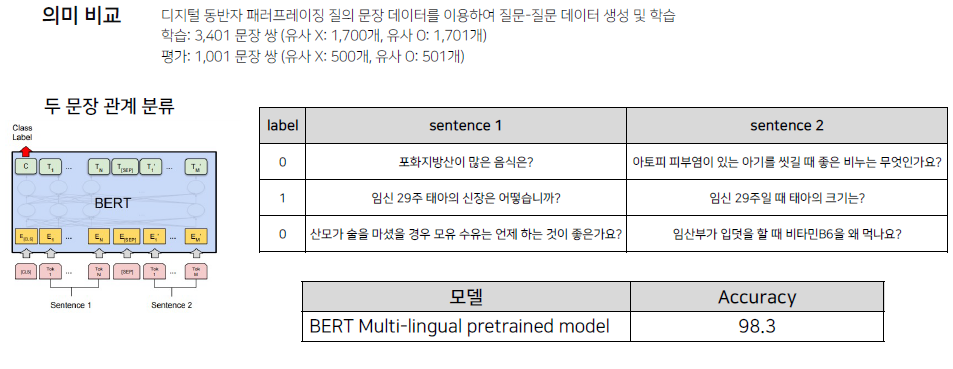 의미 비교
디지털 동반자 패러프레이징 질의 문장 데이터를 이용하여 질문-질문 데이터 생성 및 학습
학습: 3,401 문장 쌍 (유사 X: 1,700개, 유사 O: 1,701개)
평가: 1,001 문장 쌍 (유사 X: 500개, 유사 O: 501개)
두 문장 관계 분류
Class
Label
C T1 ... TN T[SEP] T1' ... TM'
BERT
E[CLS] E1 ... EN E[SEP] E1' ... EM'
[CLS] Tok 1 ... Tok N [SEP] Tok 1 ... Tok M
Sentence 1 Sentence 2
label sentence 1 sentence 2
0 포화지방산이 많은 음식은? 아토피 피부염이 있는 아기를 씻길 때 좋은 비누는 무엇인가요?
1 임신 29주 태아의 신장은 어떻습니까? 임신 29주일 때 태아의 크기는?
0 산모가 술을 마셨을 경우 모유 수유는 언제 하는 것이 좋은가요? 임산부가 입덧을 할 때 비타민B6을 왜 먹나요?
모델 Accuracy
BERT Multi-lingual pretrained model 98.3